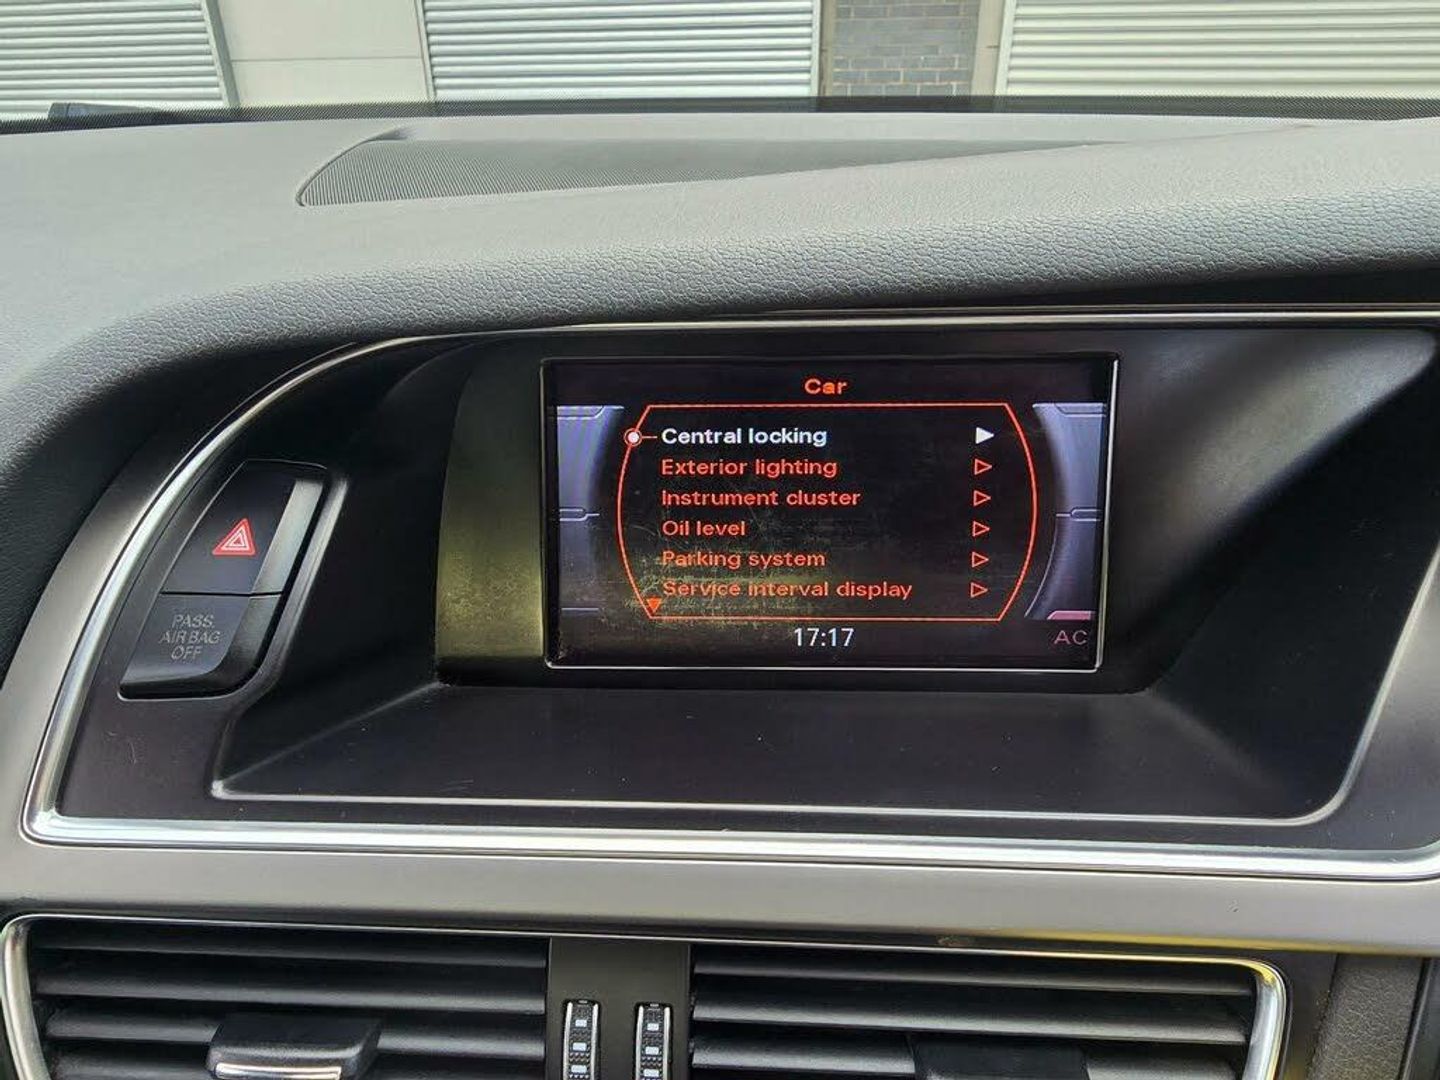 Car
Central locking
Exterior lighting
Instrument cluster
Oil level
Parking system
Service interval display
17:17
AC
PASS.
AIR BAG
OFF